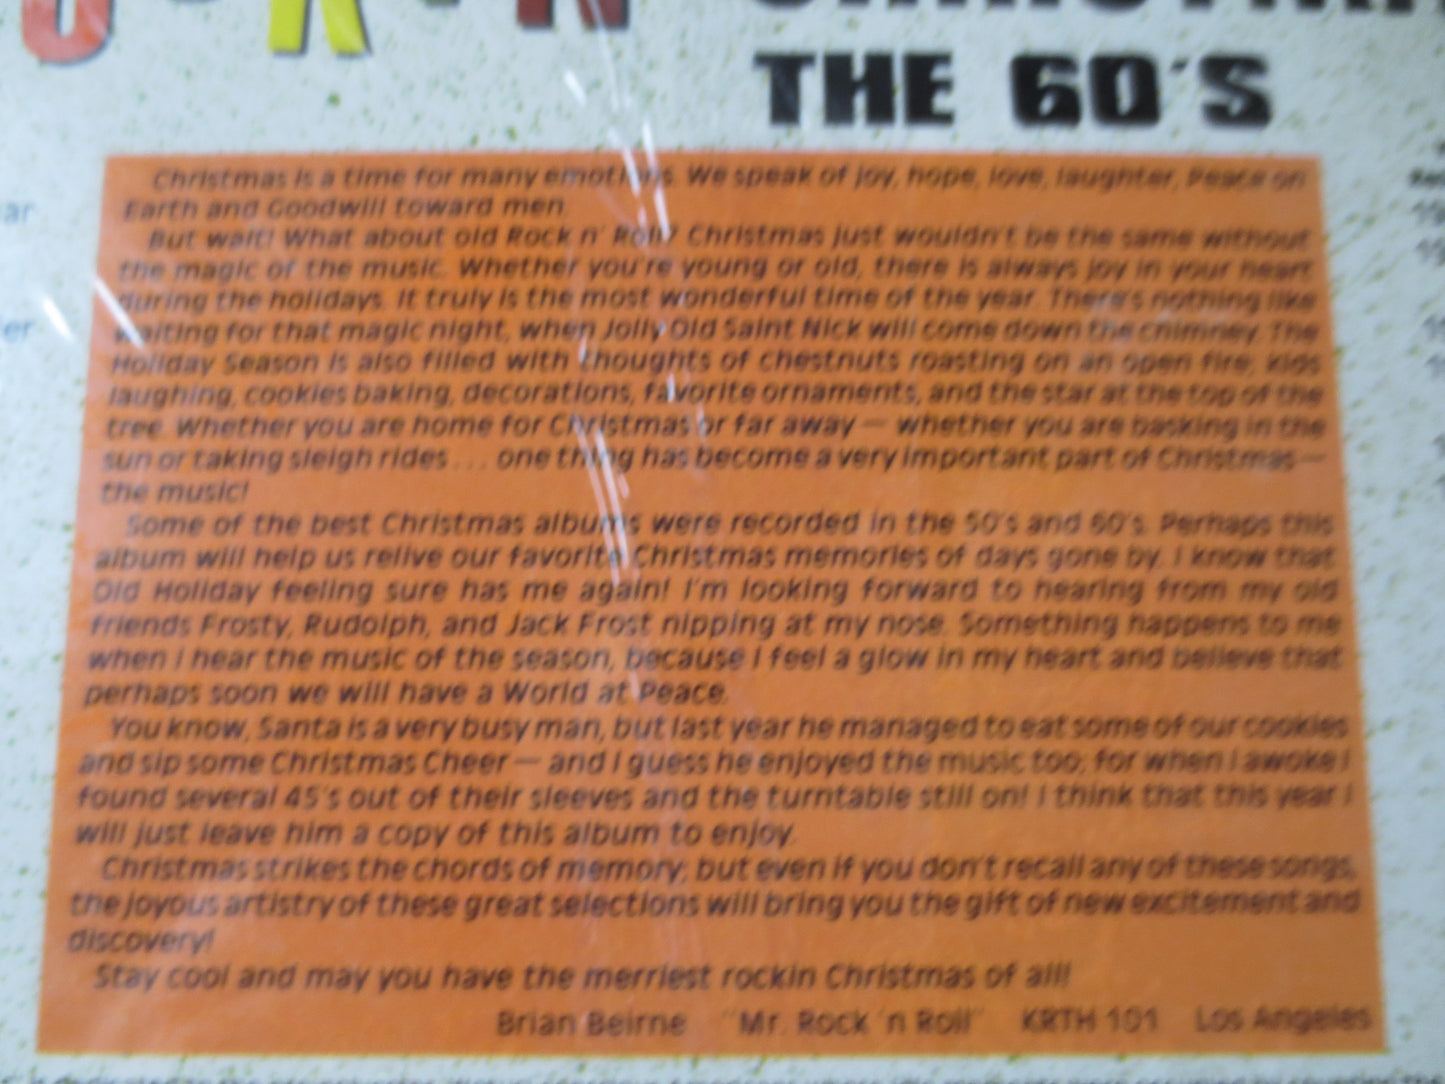 THE 60'S
Christmas is a time for many emotions. We speak of joy, hope, love, laughter, Peace on
Earth and Goodwill toward men.
But wait! What about old Rock n' Roll? Christmas just wouldn't be the same without
the magic of the music. Whether you're young or old, there is always joy in your heart
during the holidays. It truly is the most wonderful time of the year. There's nothing like
waiting for that magic night, when Jolly Old Saint Nick will come down the chimney. The
Holiday Season is also filled with thoughts of chestnuts roasting on an open fire; kids
laughing, cookies baking, decorations, favorite ornaments, and the star at the top of the
tree. Whether you are home for Christmas or far away — whether you are basking in the
sun or taking sleigh rides . . . one thing has become a very important part of Christmas —
the music!
Some of the best Christmas albums were recorded in the 50's and 60's. Perhaps this
album will help us relive our favorite Christmas memories of days gone by. I know that
Old Holiday feeling sure has me again! I'm looking forward to hearing from my old
friends Frosty, Rudolph, and Jack Frost nipping at my nose. Something happens to me
when I hear the music of the season, because I feel a glow in my heart and believe that
perhaps soon we will have a World at Peace.
You know, Santa is a very busy man, but last year he managed to eat some of our cookies
and sip some Christmas Cheer — and I guess he enjoyed the music too; for when I awoke I
found several 45's out of their sleeves and the turntable still on! I think that this year I
will just leave him a copy of this album to enjoy.
Christmas strikes the chords of memory; but even if you don't recall any of these songs,
the joyous artistry of these great selections will bring you the gift of new excitement and
discovery!
Stay cool and may you have the merriest rockin Christmas of all!
Brian Beirne "Mr. Rock 'n Roll" KRTH 101 Los Angeles